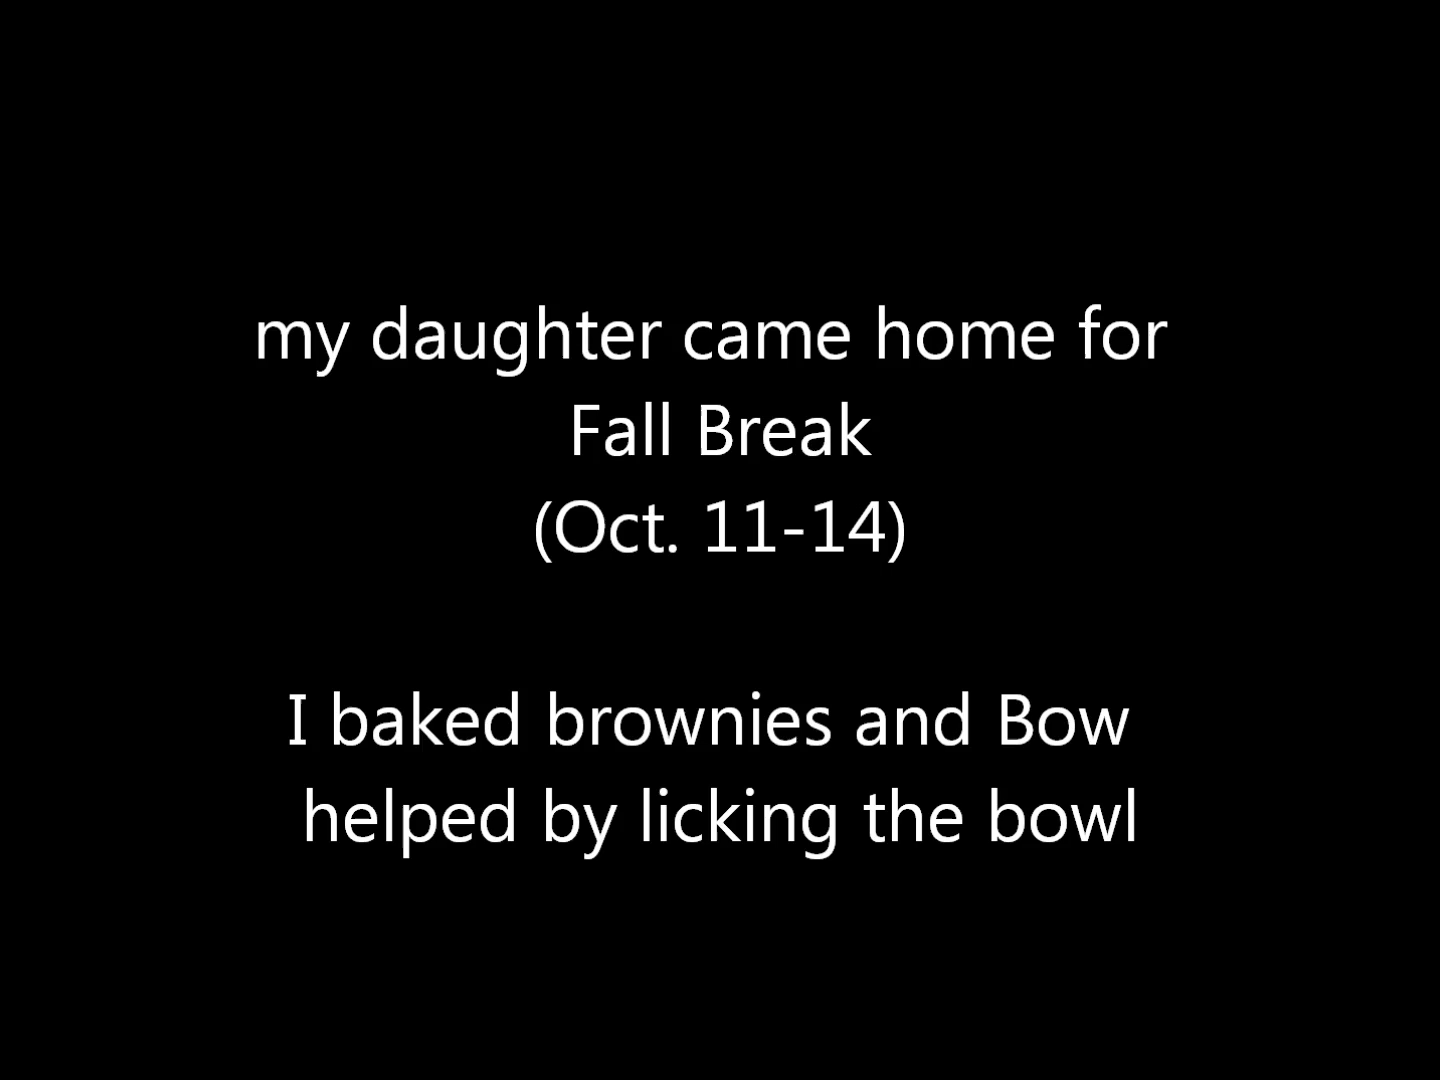 my daughter came home for
Fall Break
(Oct. 11-14)
I baked brownies and Bow
helped by licking the bowl